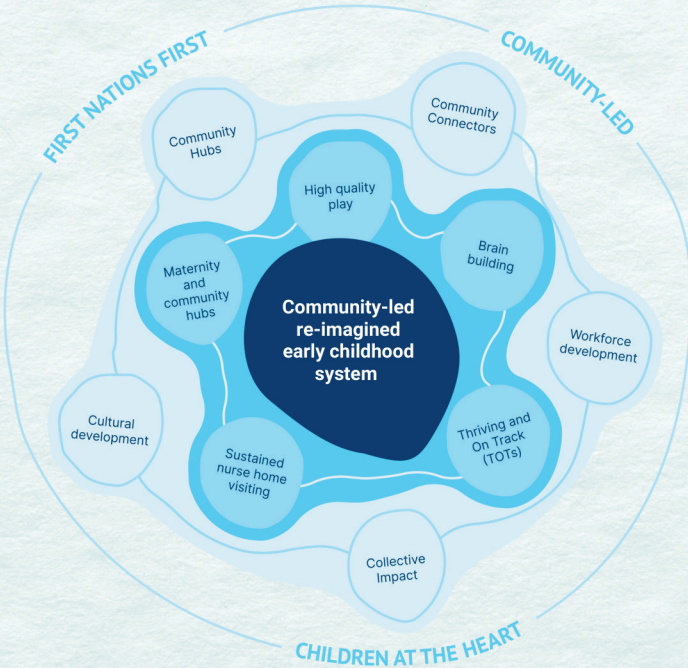 FIRST NATIONS FIRST
COMMUNITY-LED
Community
Hubs
Community
Connectors
High quality
play
Brain
building
Maternity
and
community
hubs
Community-led
re-imagined
early childhood
system
Workforce
development
Cultural
development
Sustained
nurse home
visiting
Thriving and
On Track
(TOTs)
Collective
Impact
CHILDREN AT THE HEART